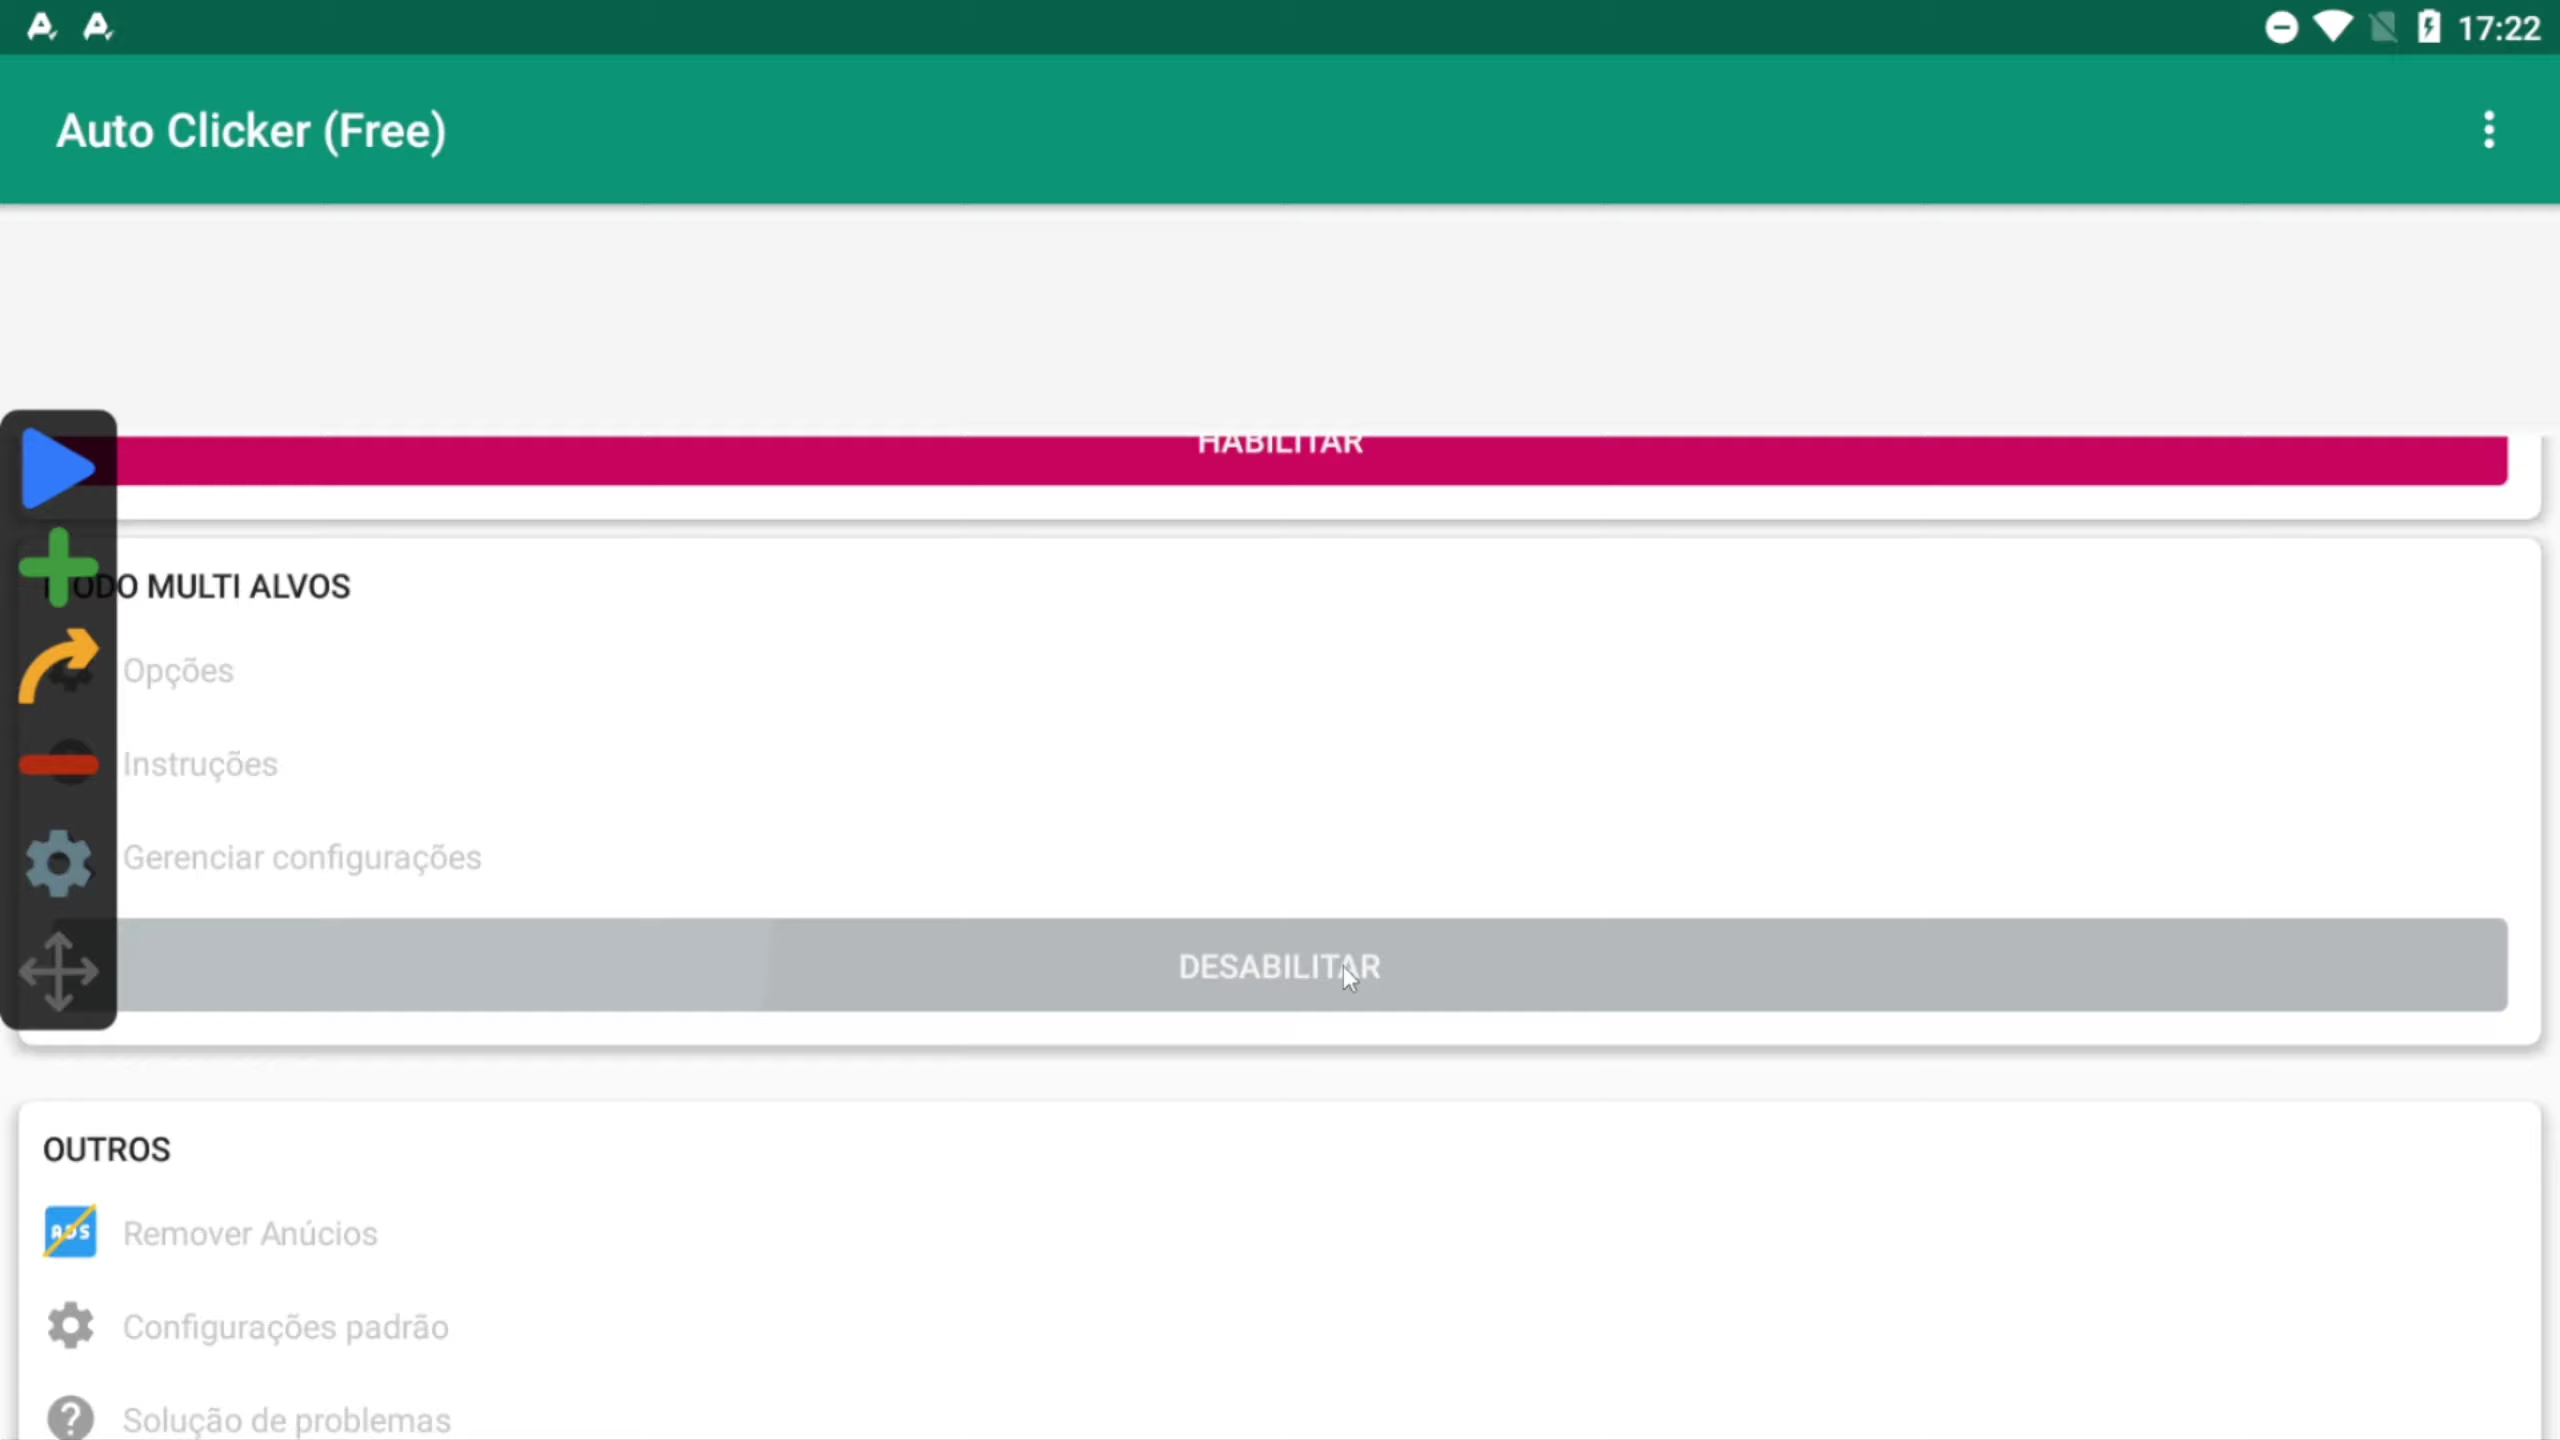 17:22
Auto Clicker (Free)
HABILITAR
MODO MULTI ALVOS
Opções
Instruções
Gerenciar configurações
DESABILITAR
OUTROS
ADS
Remover Anúcios
Configurações padrão
Solução de problemas